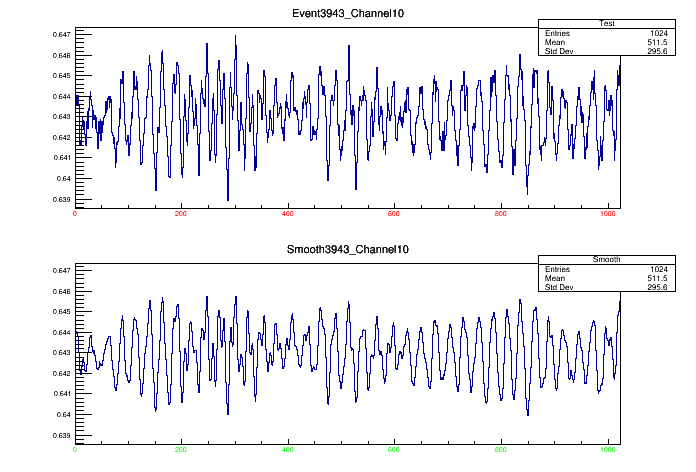 Event3943_Channel10
Test
Entries 1024
Mean 511.5
Std Dev 295.6
0.647
0.646
0.645
0.644
0.643
0.642
0.641
0.64
0.639
0 200 400 600 800 1000
Smooth3943_Channel10
Smooth
Entries 1024
Mean 511.5
Std Dev 295.6
0.647
0.646
0.645
0.644
0.643
0.642
0.641
0.64
0.639
0 200 400 600 800 1000